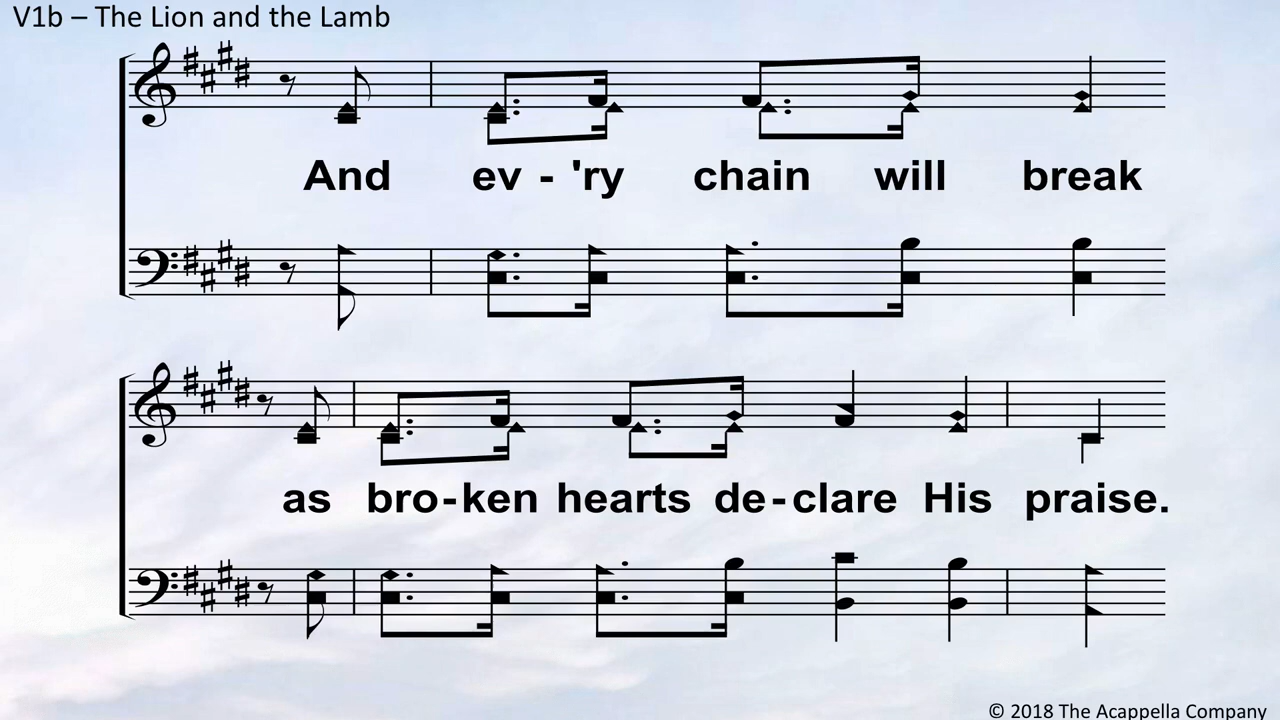 V1b – The Lion and the Lamb
And ev - 'ry chain will break
as bro-ken hearts de-clare His praise.
© 2018 The Acappella Company